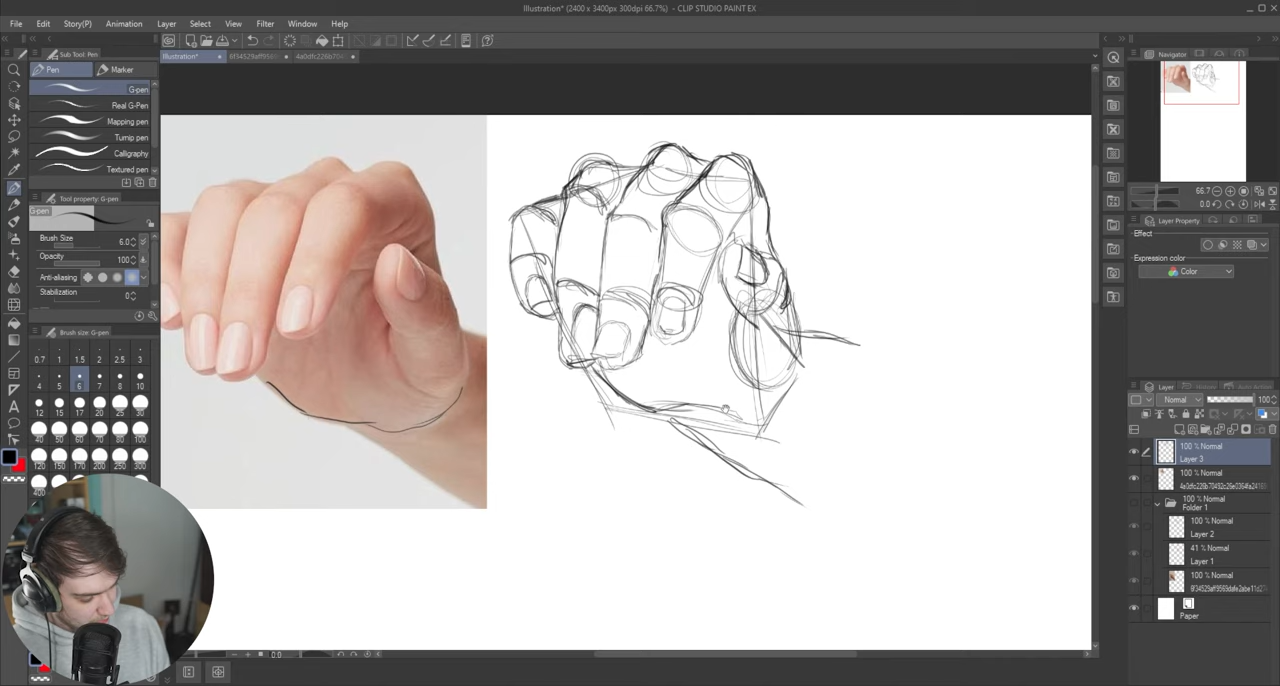 Illustration* (2400 x 3400px 300dpi 66.7%) - CLIP STUDIO PAINT EX
File Edit Story(P) Animation Layer Select View Filter Window Help
Sub Tool: Pen
Illustration*
Pen Marker
G-pen
Real G-Pen
Mapping pen
Turnip pen
Calligraphy
Textured pen
Tool property: G-pen
G-pen
Brush Size 6.0
Opacity 100
Anti-aliasing
Stabilization 0
Brush size: G-pen
0.7 1 1.5 2 2.5 3
4 5 6 7 8 10
12 15 17 20 25 30
40 50 60 70 80 100
120 150 170 200 250 300
400
0.0
Navigator
66.7
0.0
Layer Property
Effect
Expression color
Color
Layer
Normal 100
100 % Normal
Layer 3
100 % Normal
100 % Normal
Folder 1
100 % Normal
Layer 2
41 % Normal
Layer 1
100 % Normal
Paper